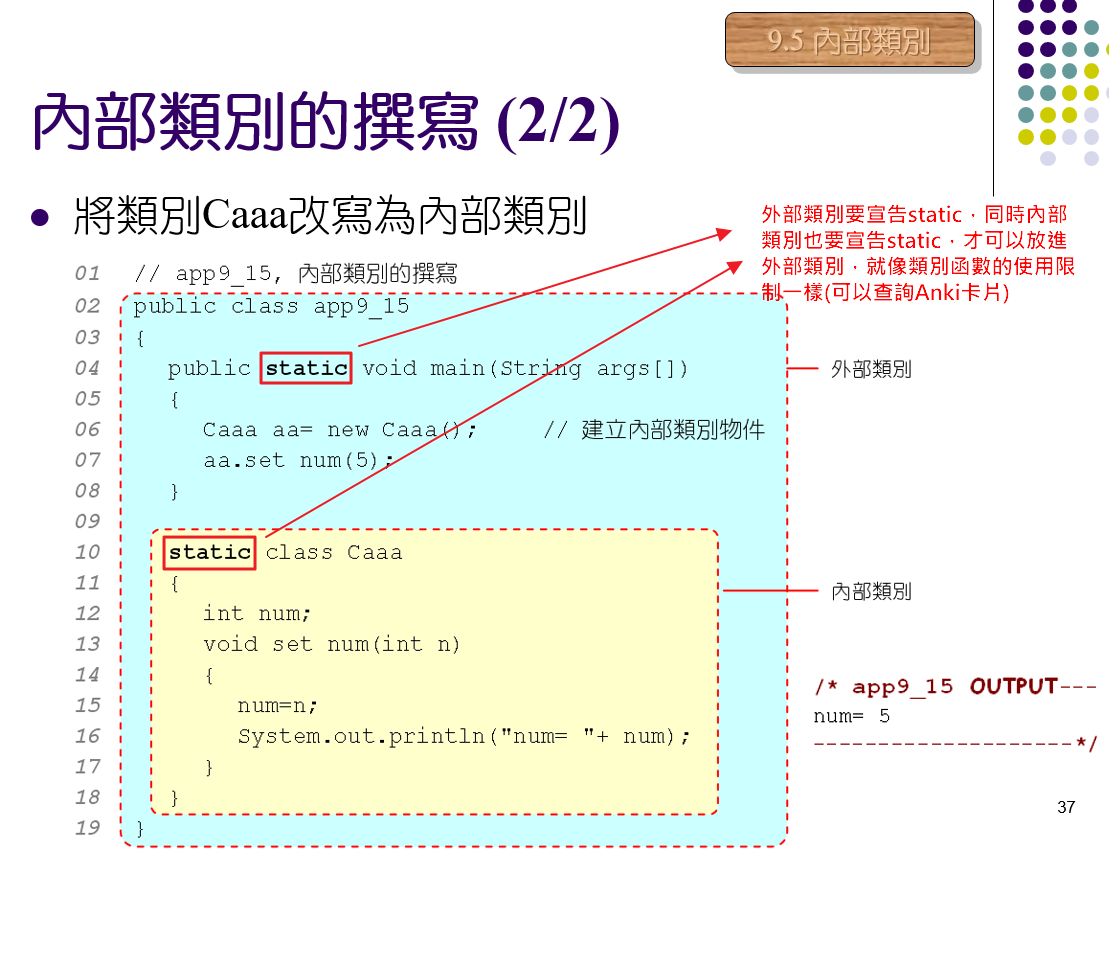 9.5 內部類別
內部類別的撰寫 (2/2)
將類別Caaa改寫為內部類別
外部類別要宣告static，同時內部
類別也要宣告static，才可以放進
外部類別，就像類別函數的使用限
制一樣(可以查詢Anki卡片)
01 // app9_15, 內部類別的撰寫
02 public class app9_15
03 {
04 public static void main(String args[])
外部類別
05 {
06 Caaa aa= new Caaa(); // 建立內部類別物件
07 aa.set num(5);
08 }
09
10 static class Caaa
11 {
內部類別
12 int num;
13 void set num(int n)
14 {
15 num=n;
16 System.out.println("num= "+ num);
17 }
18 }
19 }
/* app9_15 OUTPUT---
num= 5
--------------------*/
37